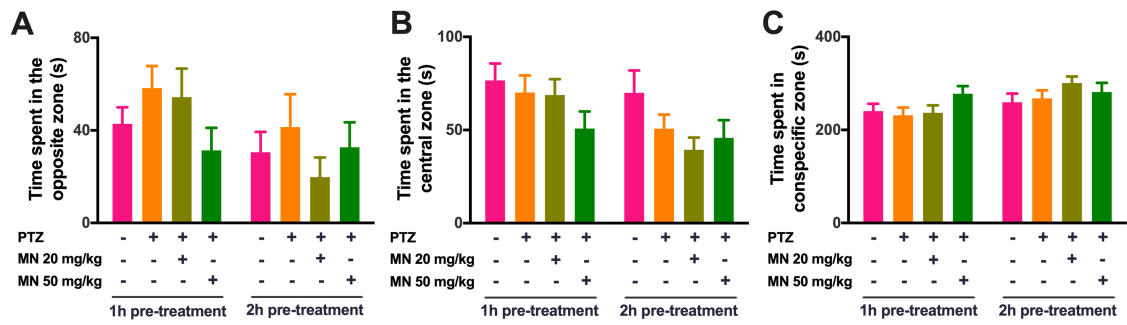 A
Time spent in the
opposite zone (s)
80
40
0
PTZ - + + + - + + +
MN 20 mg/kg - - + - - - + -
MN 50 mg/kg - - - + - - - +
1h pre-treatment 2h pre-treatment
B
Time spent in the
central zone (s)
100
50
0
PTZ - + + + - + + +
MN 20 mg/kg - - + - - - + -
MN 50 mg/kg - - - + - - - +
1h pre-treatment 2h pre-treatment
C
Time spent in
conspecific zone (s)
400
200
0
PTZ - + + + - + + +
MN 20 mg/kg - - + - - - + -
MN 50 mg/kg - - - + - - - +
1h pre-treatment 2h pre-treatment